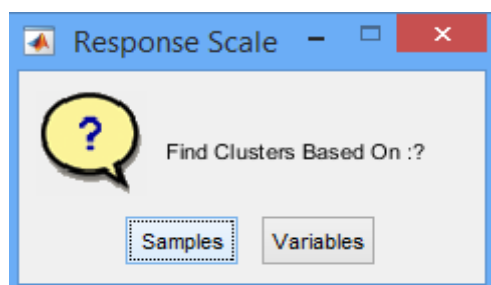 Response Scale
?
Find Clusters Based On :?
Samples Variables